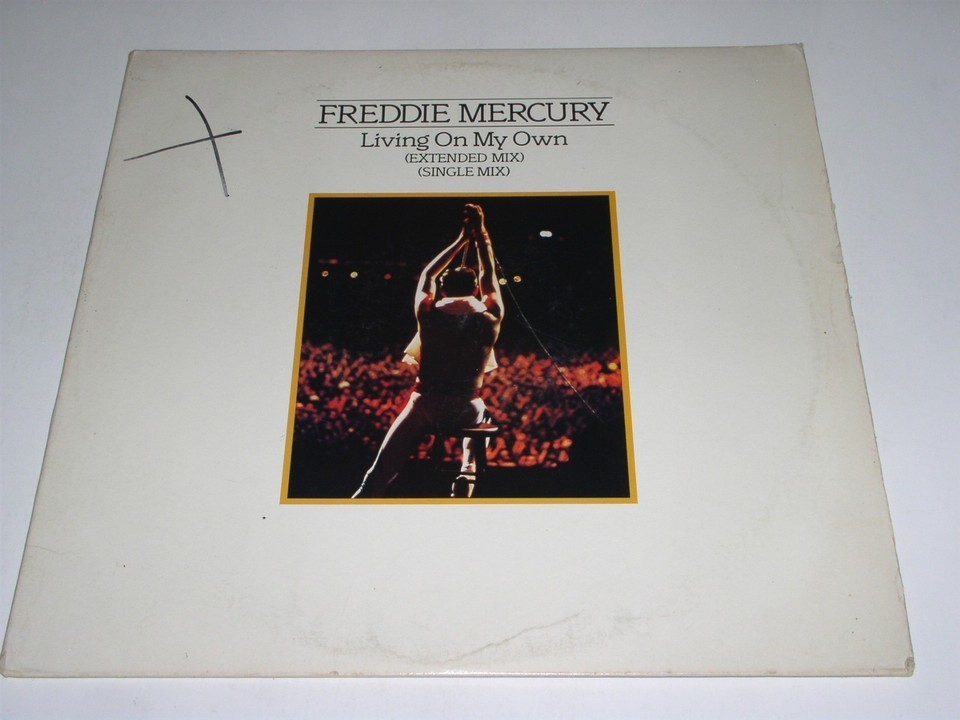 FREDDIE MERCURY
Living On My Own
(EXTENDED MIX)
(SINGLE MIX)